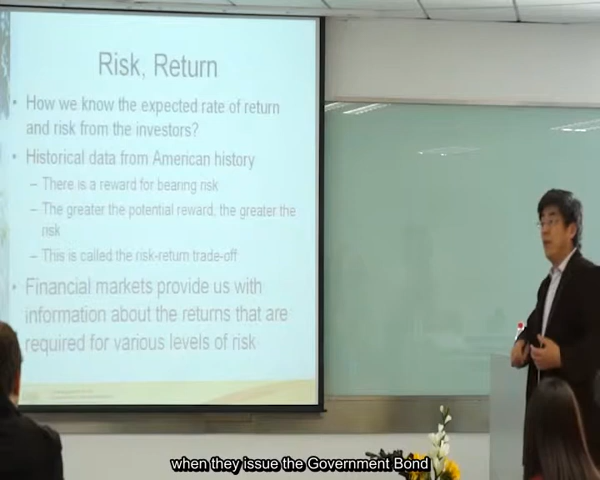 Risk, Return
• How we know the expected rate of return
and risk from the investors?
• Historical data from American history
– There is a reward for bearing risk
– The greater the potential reward, the greater the
risk
– This is called the risk-return trade-off
• Financial markets provide us with
information about the returns that are
required for various levels of risk
when they issue the Government Bond